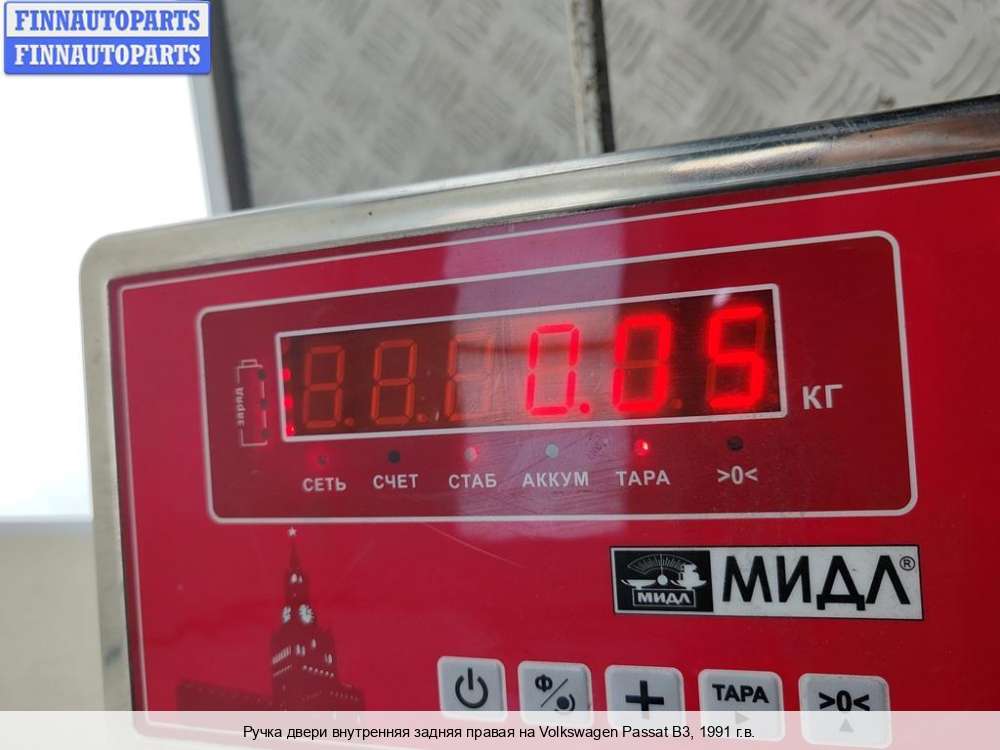 FINNAUTOPARTS
FINNAUTOPARTS
заряд
0.05 КГ
СЕТЬ СЧЕТ СТАБ АККУМ ТАРА >0<
МИДЛ МИДЛ®
Ф ТАРА >0<
Ручка двери внутренняя задняя правая на Volkswagen Passat B3, 1991 г.в.